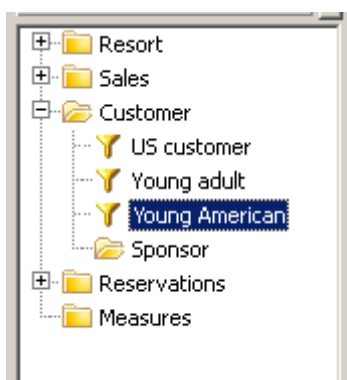 Resort
Sales
Customer
US customer
Young adult
Young American
Sponsor
Reservations
Measures